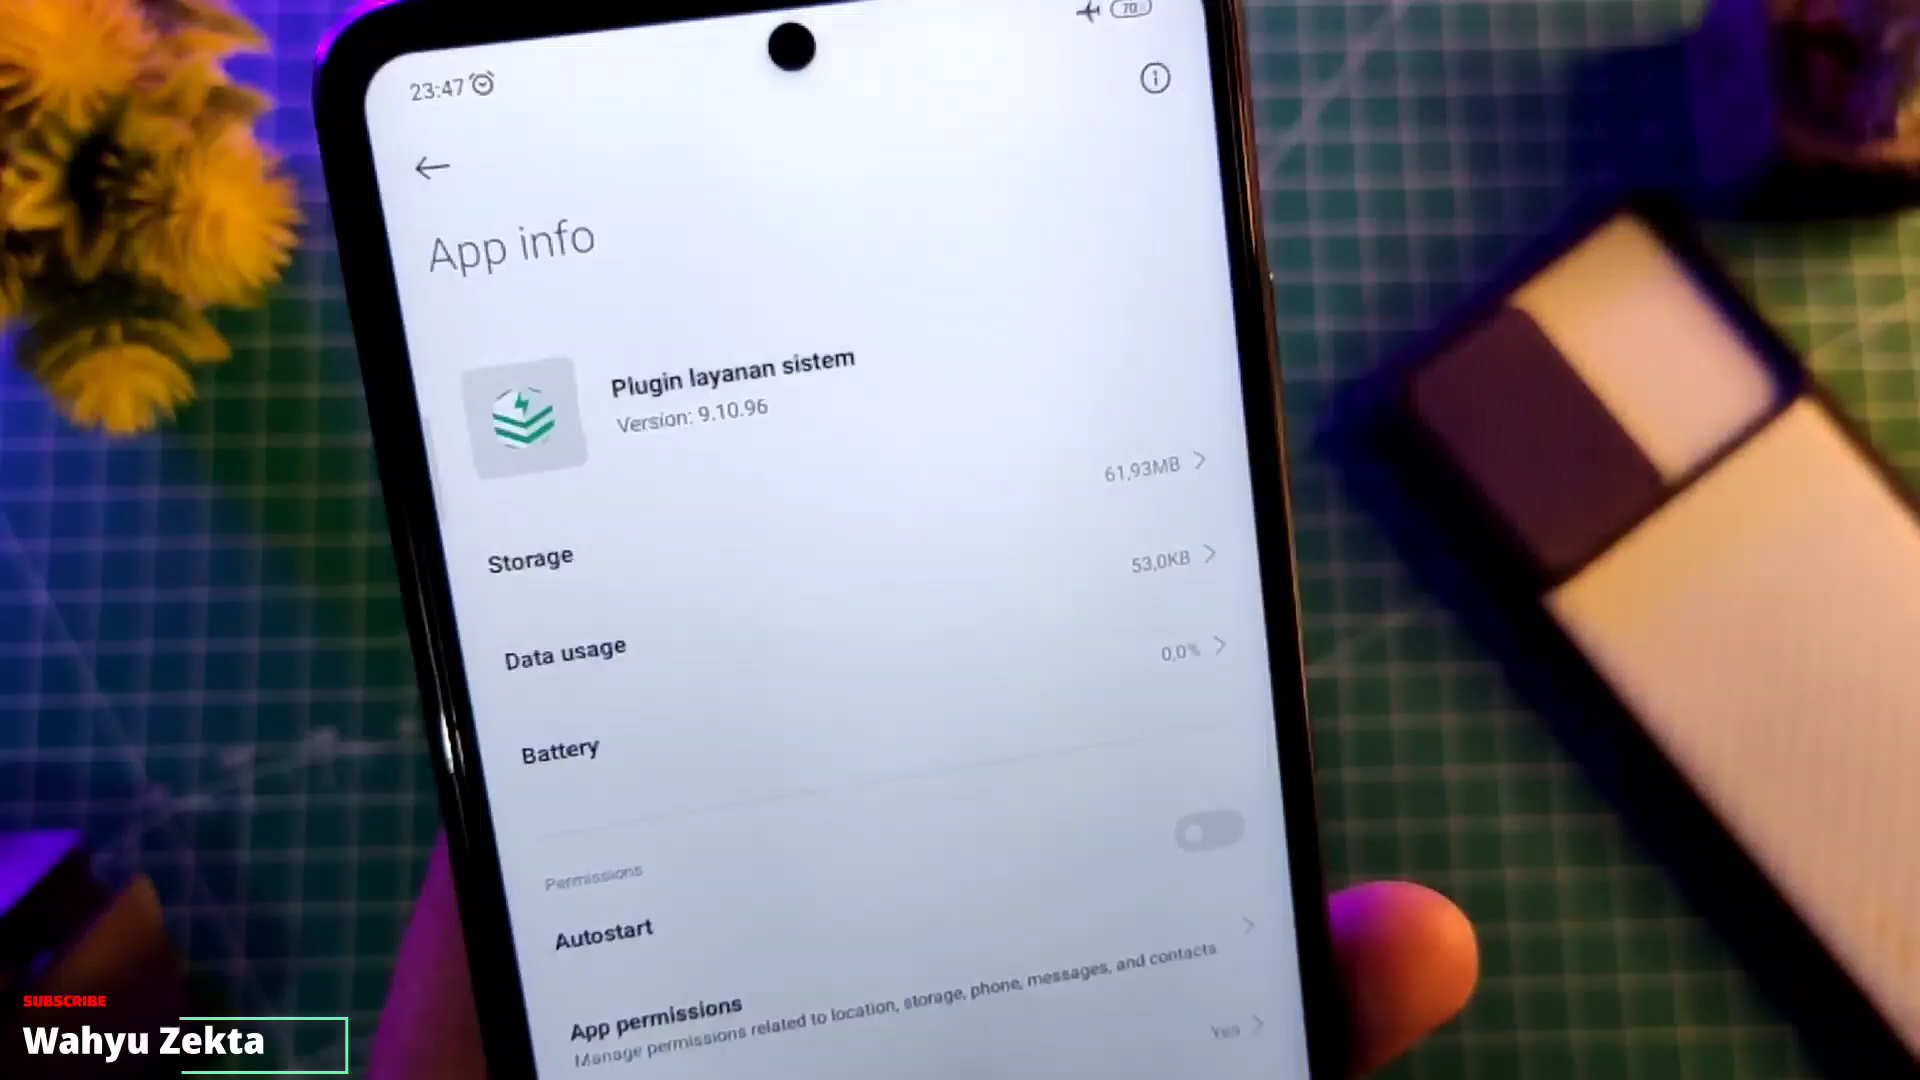 70
23:47
App info
Plugin layanan sistem
Version: 9.10.96
61,93MB
Storage
53,0KB
Data usage
0,0%
Battery
Permissions
Autostart
App permissions
Manage permissions related to location, storage, phone, messages, and contacts
Yes
SUBSCRIBE
Wahyu Zekta